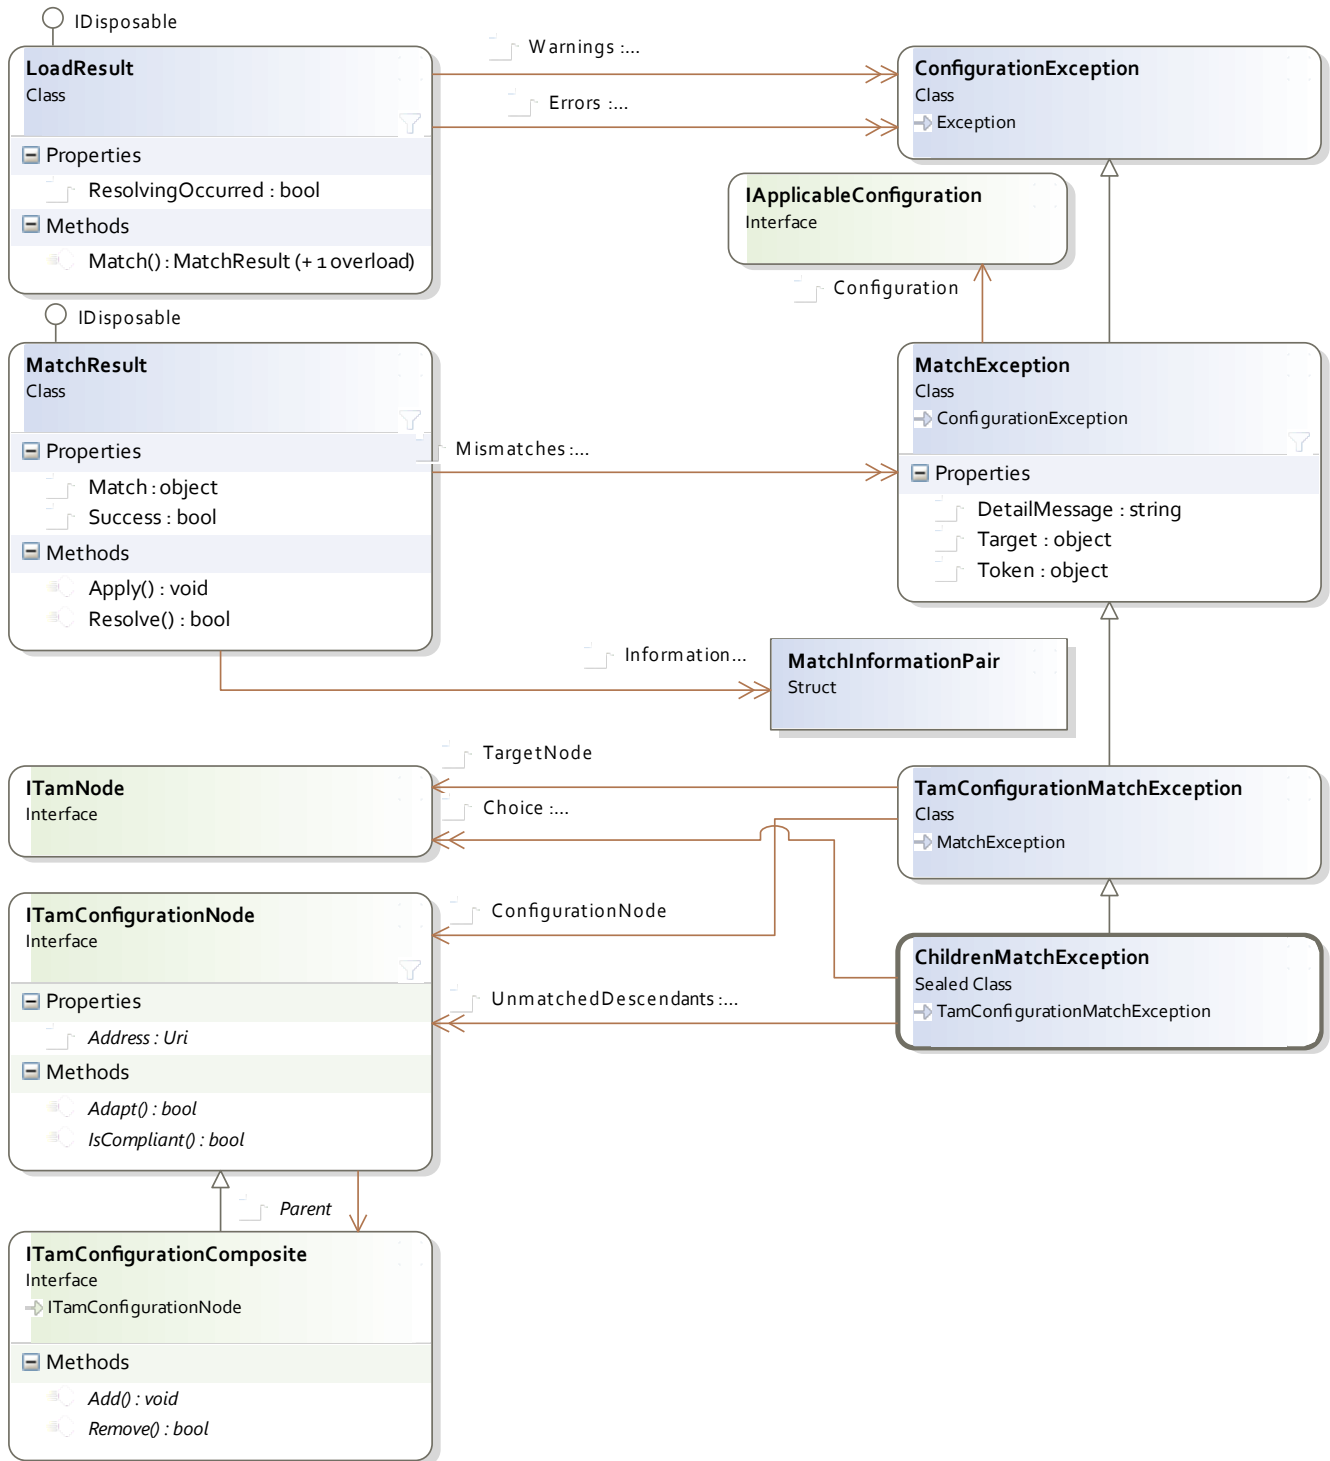 IDisposable
LoadResult
Class
Properties
ResolvingOccurred : bool
Methods
Match() : MatchResult (+ 1 overload)
Warnings :...
Errors :...
ConfigurationException
Class
Exception
IApplicableConfiguration
Interface
Configuration
IDisposable
MatchResult
Class
Properties
Match : object
Success : bool
Methods
Apply() : void
Resolve() : bool
Mismatches :...
MatchException
Class
ConfigurationException
Properties
DetailMessage : string
Target : object
Token : object
Information...
MatchInformationPair
Struct
TargetNode
Choice :...
ITamNode
Interface
TamConfigurationMatchException
Class
MatchException
ITamConfigurationNode
Interface
Properties
Address : Uri
Methods
Adapt() : bool
IsCompliant() : bool
ConfigurationNode
UnmatchedDescendants :...
ChildrenMatchException
Sealed Class
TamConfigurationMatchException
Parent
ITamConfigurationComposite
Interface
ITamConfigurationNode
Methods
Add() : void
Remove() : bool